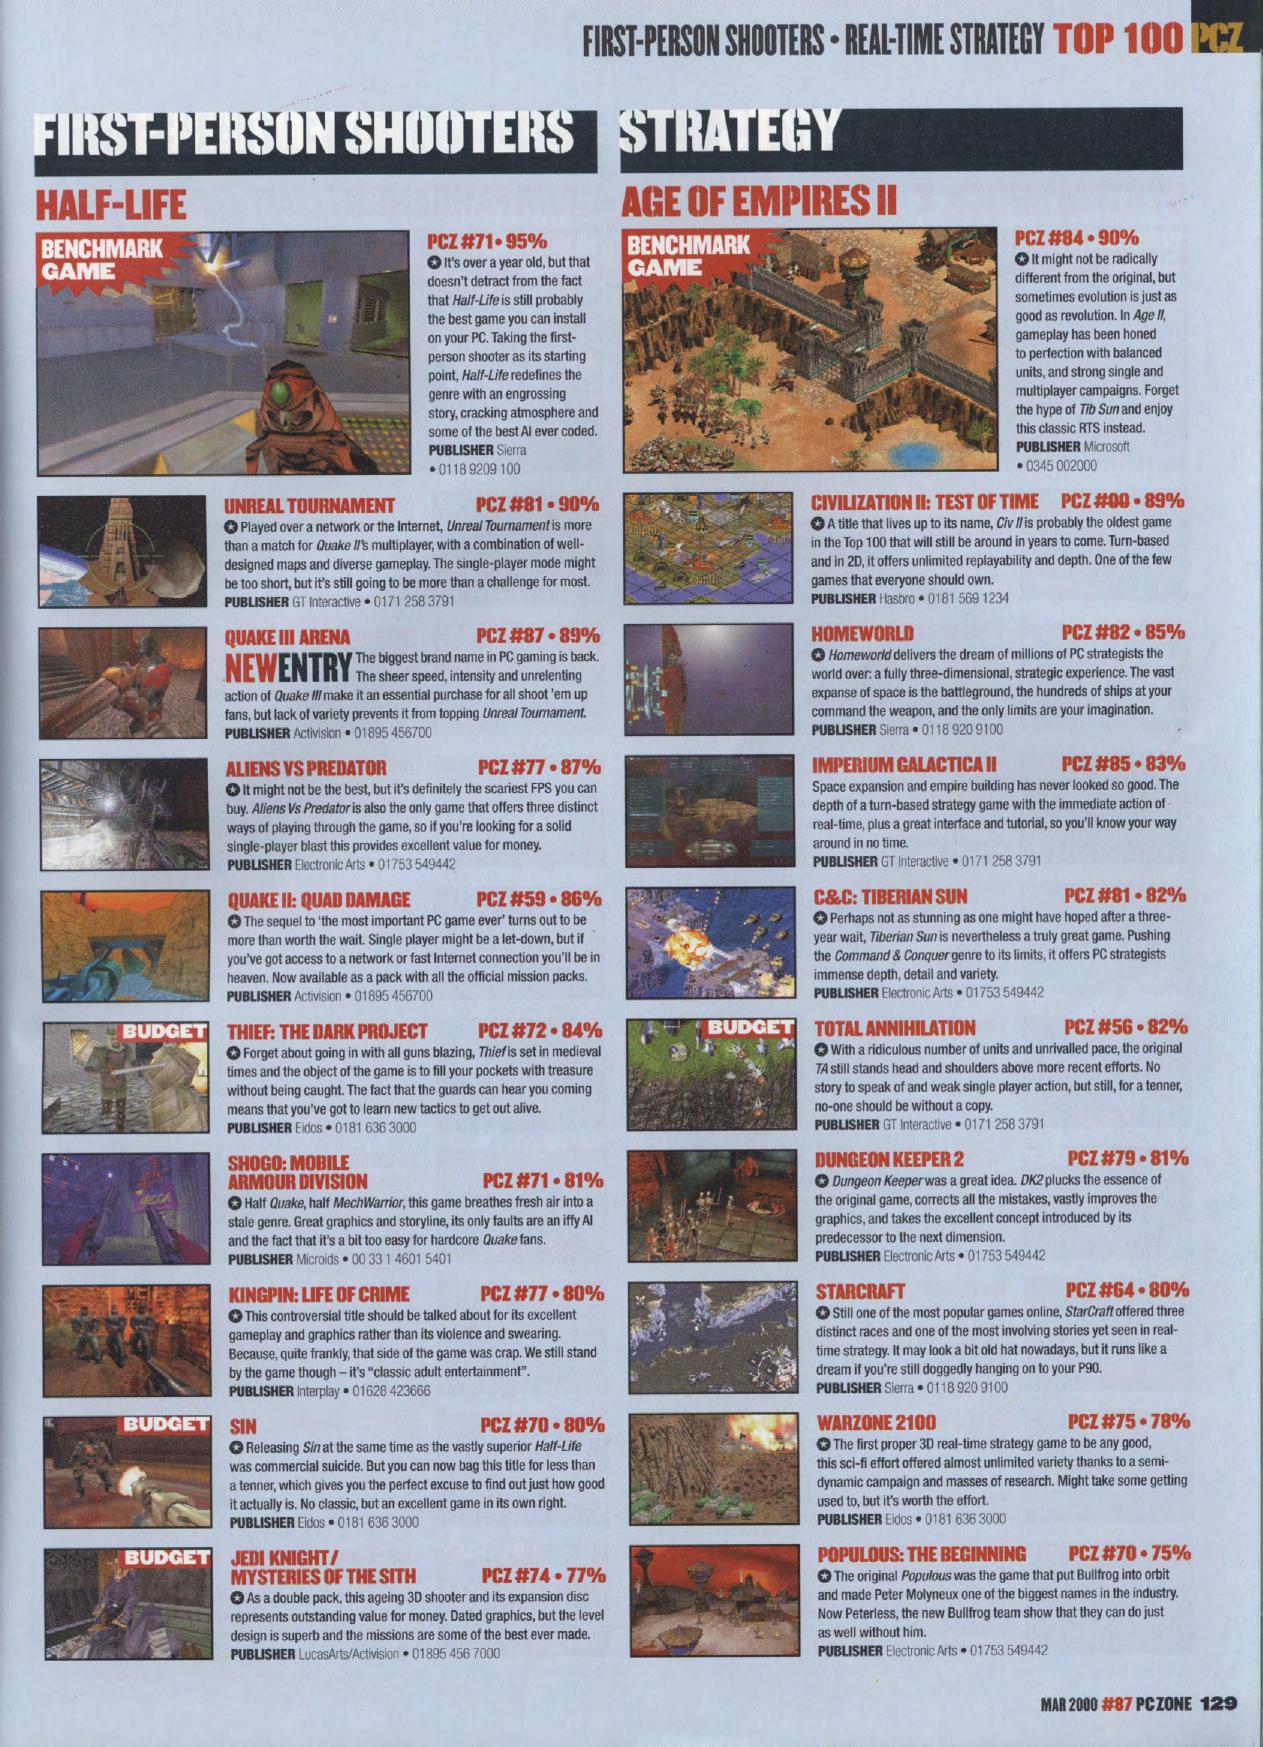 FIRST-PERSON SHOOTERS • REAL-TIME STRATEGY TOP 100 PCZ
FIRST-PERSON SHOOTERS
HALF-LIFE
BENCHMARK
GAME
PCZ #71 • 95%
✪ It's over a year old, but that
doesn't detract from the fact
that Half-Life is still probably
the best game you can install
on your PC. Taking the first-
person shooter as its starting
point, Half-Life redefines the
genre with an engrossing
story, cracking atmosphere and
some of the best AI ever coded.
PUBLISHER Sierra
• 0118 9209 100
UNREAL TOURNAMENT PCZ #81 • 90%
✪ Played over a network or the Internet, Unreal Tournament is more
than a match for Quake II's multiplayer, with a combination of well-
designed maps and diverse gameplay. The single-player mode might
be too short, but it's still going to be more than a challenge for most.
PUBLISHER GT Interactive • 0171 258 3791
QUAKE III ARENA PCZ #87 • 89%
NEW ENTRY The biggest brand name in PC gaming is back.
The sheer speed, intensity and unrelenting
action of Quake III make it an essential purchase for all shoot 'em up
fans, but lack of variety prevents it from topping Unreal Tournament.
PUBLISHER Activision • 01895 456700
ALIENS VS PREDATOR PCZ #77 • 87%
✪ It might not be the best, but it's definitely the scariest FPS you can
buy. Aliens Vs Predator is also the only game that offers three distinct
ways of playing through the game, so if you're looking for a solid
single-player blast this provides excellent value for money.
PUBLISHER Electronic Arts • 01753 549442
QUAKE II: QUAD DAMAGE PCZ #59 • 86%
✪ The sequel to 'the most important PC game ever' turns out to be
more than worth the wait. Single player might be a let-down, but if
you've got access to a network or fast Internet connection you'll be in
heaven. Now available as a pack with all the official mission packs.
PUBLISHER Activision • 01895 456700
BUDGET
THIEF: THE DARK PROJECT PCZ #72 • 84%
✪ Forget about going in with all guns blazing, Thief is set in medieval
times and the object of the game is to fill your pockets with treasure
without being caught. The fact that the guards can hear you coming
means that you've got to learn new tactics to get out alive.
PUBLISHER Eidos • 0181 636 3000
SHOGO: MOBILE
ARMOUR DIVISION PCZ #71 • 81%
✪ Half Quake, half MechWarrior, this game breathes fresh air into a
stale genre. Great graphics and storyline, its only faults are an iffy AI
and the fact that it's a bit too easy for hardcore Quake fans.
PUBLISHER Microids • 00 33 1 4601 5401
KINGPIN: LIFE OF CRIME PCZ #77 • 80%
✪ This controversial title should be talked about for its excellent
gameplay and graphics rather than its violence and swearing.
Because, quite frankly, that side of the game was crap. We still stand
by the game though – it's "classic adult entertainment".
PUBLISHER Interplay • 01628 423666
BUDGET
SIN PCZ #70 • 80%
✪ Releasing Sin at the same time as the vastly superior Half-Life
was commercial suicide. But you can now bag this title for less than
a tenner, which gives you the perfect excuse to find out just how good
it actually is. No classic, but an excellent game in its own right.
PUBLISHER Eidos • 0181 636 3000
BUDGET
JEDI KNIGHT/
MYSTERIES OF THE SITH PCZ #74 • 77%
✪ As a double pack, this ageing 3D shooter and its expansion disc
represents outstanding value for money. Dated graphics, but the level
design is superb and the missions are some of the best ever made.
PUBLISHER LucasArts/Activision • 01895 456 7000
STRATEGY
AGE OF EMPIRES II
BENCHMARK
GAME
PCZ #84 • 90%
✪ It might not be radically
different from the original, but
sometimes evolution is just as
good as revolution. In Age II,
gameplay has been honed
to perfection with balanced
units, and strong single and
multiplayer campaigns. Forget
the hype of Tib Sun and enjoy
this classic RTS instead.
PUBLISHER Microsoft
• 0345 002000
CIVILIZATION II: TEST OF TIME PCZ #00 • 89%
✪ A title that lives up to its name, Civ II is probably the oldest game
in the Top 100 that will still be around in years to come. Turn-based
and in 2D, it offers unlimited replayability and depth. One of the few
games that everyone should own.
PUBLISHER Hasbro • 0181 569 1234
HOMEWORLD PCZ #82 • 85%
✪ Homeworld delivers the dream of millions of PC strategists the
world over: a fully three-dimensional, strategic experience. The vast
expanse of space is the battleground, the hundreds of ships at your
command the weapon, and the only limits are your imagination.
PUBLISHER Sierra • 0118 920 9100
IMPERIUM GALACTICA II PCZ #85 • 83%
Space expansion and empire building has never looked so good. The
depth of a turn-based strategy game with the immediate action of
real-time, plus a great interface and tutorial, so you'll know your way
around in no time.
PUBLISHER GT Interactive • 0171 258 3791
C&C: TIBERIAN SUN PCZ #81 • 82%
✪ Perhaps not as stunning as one might have hoped after a three-
year wait, Tiberian Sun is nevertheless a truly great game. Pushing
the Command & Conquer genre to its limits, it offers PC strategists
immense depth, detail and variety.
PUBLISHER Electronic Arts • 01753 549442
BUDGET
TOTAL ANNIHILATION PCZ #56 • 82%
✪ With a ridiculous number of units and unrivalled pace, the original
TA still stands head and shoulders above more recent efforts. No
story to speak of and weak single player action, but still, for a tenner,
no-one should be without a copy.
PUBLISHER GT Interactive • 0171 258 3791
DUNGEON KEEPER 2 PCZ #79 • 81%
✪ Dungeon Keeper was a great idea. DK2 plucks the essence of
the original game, corrects all the mistakes, vastly improves the
graphics, and takes the excellent concept introduced by its
predecessor to the next dimension.
PUBLISHER Electronic Arts • 01753 549442
STARCRAFT PCZ #64 • 80%
✪ Still one of the most popular games online, StarCraft offered three
distinct races and one of the most involving stories yet seen in real-
time strategy. It may look a bit old hat nowadays, but it runs like a
dream if you're still doggedly hanging on to your P90.
PUBLISHER Sierra • 0118 920 9100
WARZONE 2100 PCZ #75 • 78%
✪ The first proper 3D real-time strategy game to be any good,
this sci-fi effort offered almost unlimited variety thanks to a semi-
dynamic campaign and masses of research. Might take some getting
used to, but it's worth the effort.
PUBLISHER Eidos • 0181 636 3000
POPULOUS: THE BEGINNING PCZ #70 • 75%
✪ The original Populous was the game that put Bullfrog into orbit
and made Peter Molyneux one of the biggest names in the industry.
Now Peterless, the new Bullfrog team show that they can do just
as well without him.
PUBLISHER Electronic Arts • 01753 549442
MAR 2000 #87 PC ZONE 129